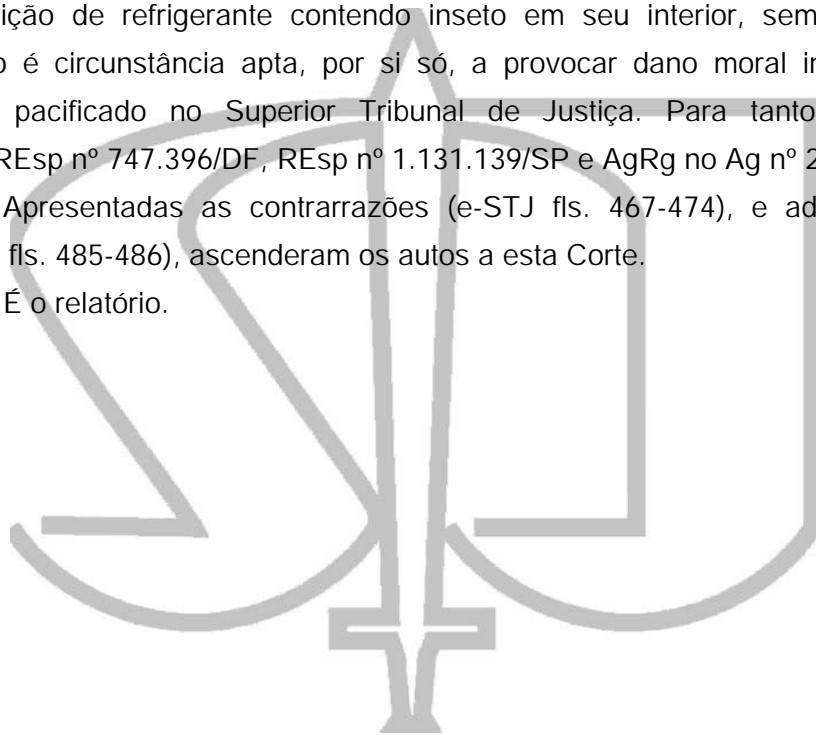 ição de refrigerante contendo inseto em seu interior, sem
o é circunstância apta, por si só, a provocar dano moral in
pacificado no Superior Tribunal de Justiça. Para tanto
REsp nº 747.396/DF, REsp nº 1.131.139/SP e AgRg no Ag nº 2
Apresentadas as contrarrazões (e-STJ fls. 467-474), e ad
fls. 485-486), ascenderam os autos a esta Corte.
É o relatório.